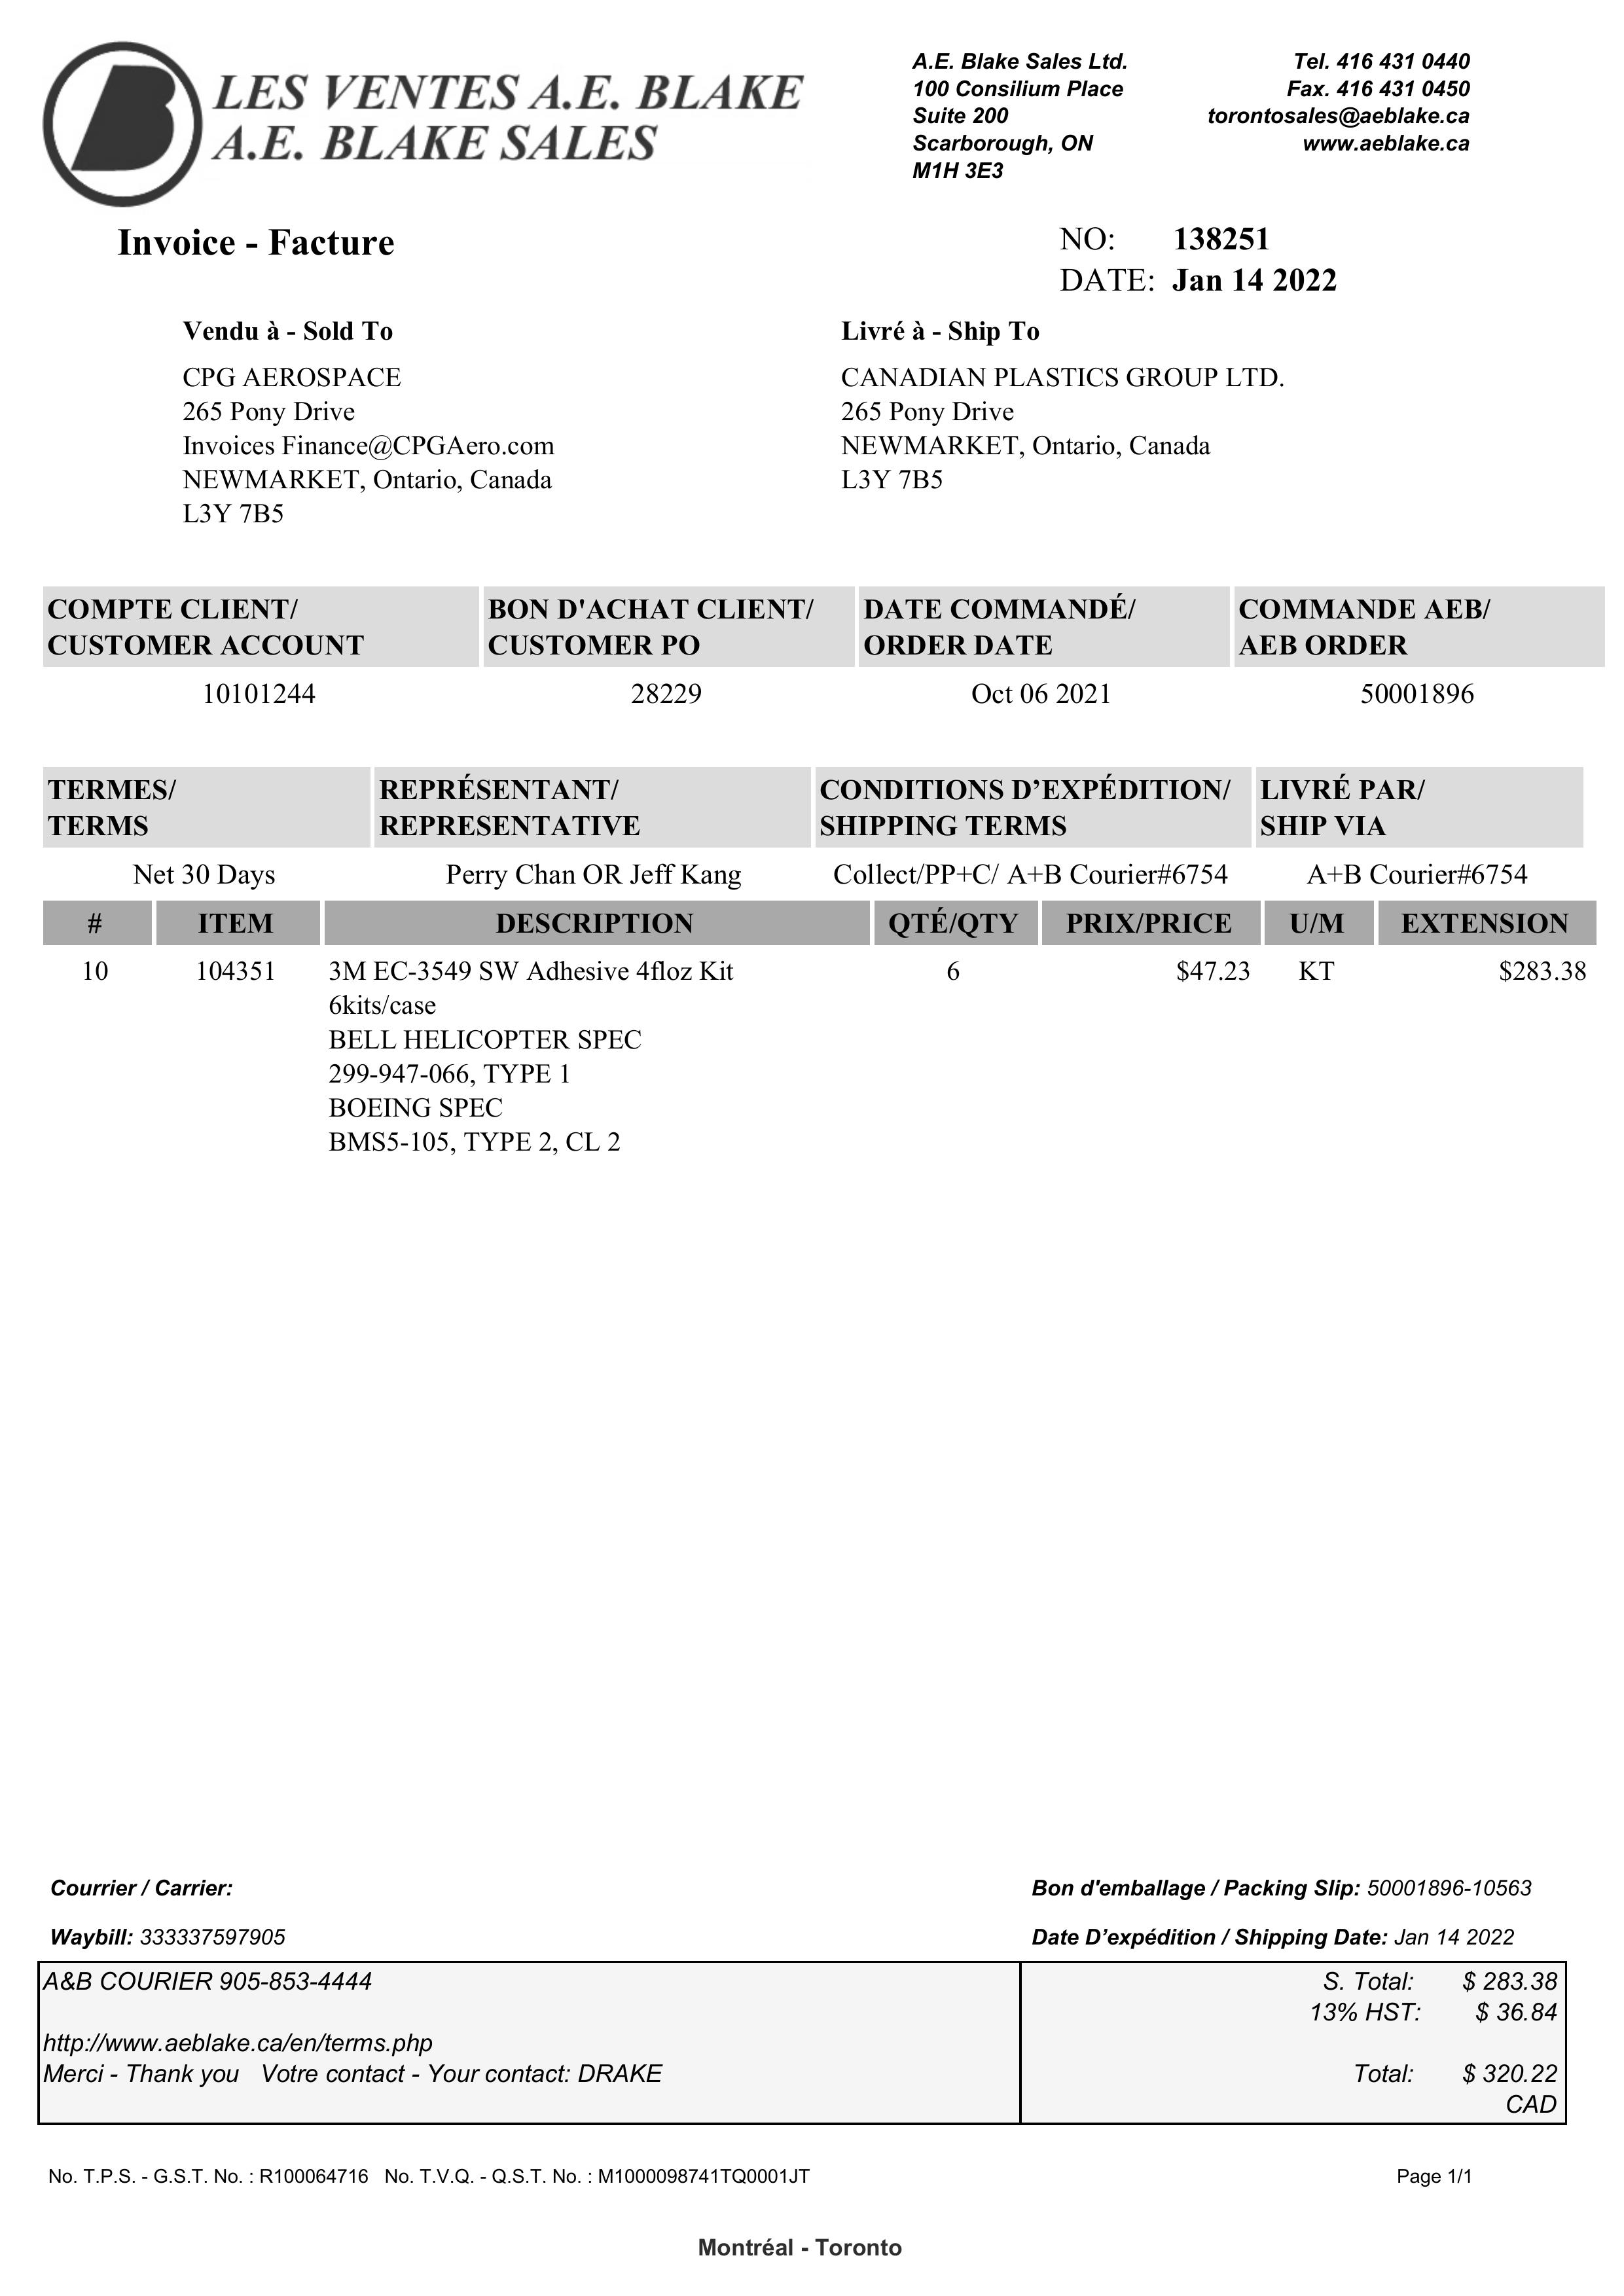 B LES VENTES A.E. BLAKE
A.E. BLAKE SALES
A.E. Blake Sales Ltd.
100 Consilium Place
Suite 200
Scarborough, ON
M1H 3E3
Tel. 416 431 0440
Fax. 416 431 0450
torontosales@aeblake.ca
www.aeblake.ca
Invoice - Facture
NO: 138251
DATE: Jan 14 2022
Vendu à - Sold To
CPG AEROSPACE
265 Pony Drive
Invoices Finance@CPGAero.com
NEWMARKET, Ontario, Canada
L3Y 7B5
Livré à - Ship To
CANADIAN PLASTICS GROUP LTD.
265 Pony Drive
NEWMARKET, Ontario, Canada
L3Y 7B5
COMPTE CLIENT/ BON D'ACHAT CLIENT/ DATE COMMANDÉ/ COMMANDE AEB/
CUSTOMER ACCOUNT CUSTOMER PO ORDER DATE AEB ORDER
10101244 28229 Oct 06 2021 50001896
TERMES/ REPRÉSENTANT/ CONDITIONS D’EXPÉDITION/ LIVRÉ PAR/
TERMS REPRESENTATIVE SHIPPING TERMS SHIP VIA
Net 30 Days Perry Chan OR Jeff Kang Collect/PP+C/ A+B Courier#6754 A+B Courier#6754
# ITEM DESCRIPTION QTÉ/QTY PRIX/PRICE U/M EXTENSION
10 104351 3M EC-3549 SW Adhesive 4floz Kit 6 $47.23 KT $283.38
6kits/case
BELL HELICOPTER SPEC
299-947-066, TYPE 1
BOEING SPEC
BMS5-105, TYPE 2, CL 2
Courrier / Carrier:
Bon d'emballage / Packing Slip: 50001896-10563
Waybill: 333337597905
Date D’expédition / Shipping Date: Jan 14 2022
A&B COURIER 905-853-4444
http://www.aeblake.ca/en/terms.php
Merci - Thank you Votre contact - Your contact: DRAKE
S. Total: $ 283.38
13% HST: $ 36.84
Total: $ 320.22
CAD
No. T.P.S. - G.S.T. No. : R100064716 No. T.V.Q. - Q.S.T. No. : M1000098741TQ0001JT
Page 1/1
Montréal - Toronto